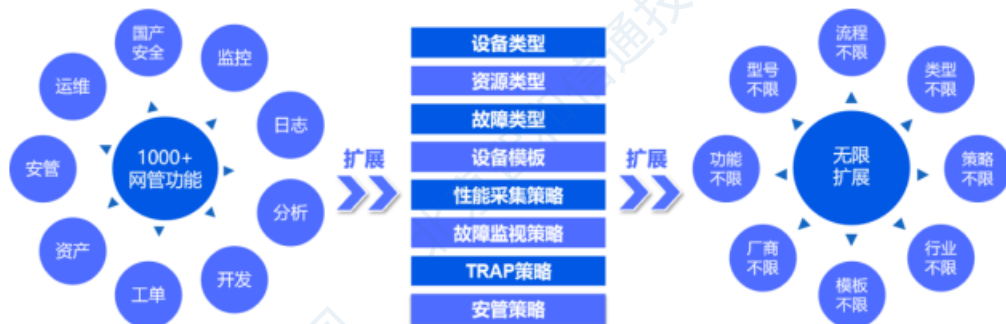 国产
安全
监控
日志
分析
开发
工单
资产
安管
运维
1000+
网管功能
扩展
设备类型
资源类型
故障类型
设备模板
性能采集策略
故障监视策略
TRAP策略
安管策略
扩展
流程
不限
类型
不限
策略
不限
行业
不限
模板
不限
厂商
不限
功能
不限
型号
不限
无限
扩展